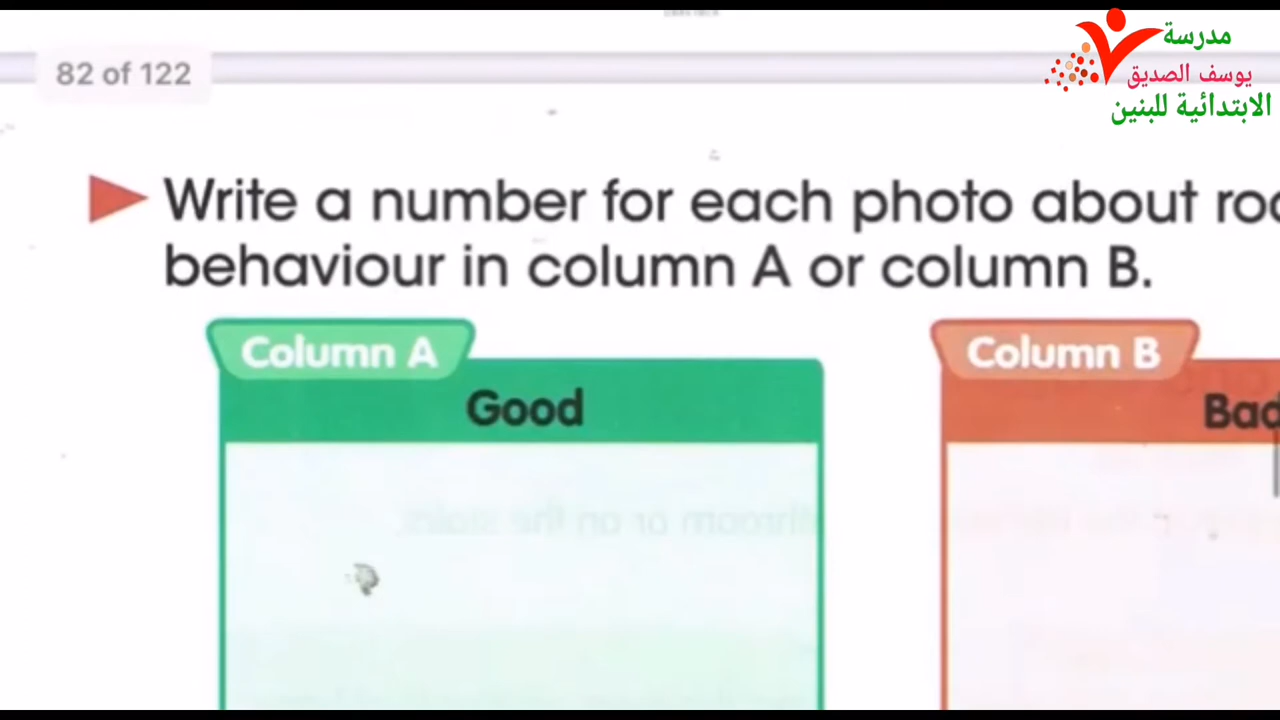 82 of 122
مدرسة
يوسف الصديق
الابتدائية للبنين
Write a number for each photo about
behaviour in column A or column B.
Column A
Column B
Good
Bad